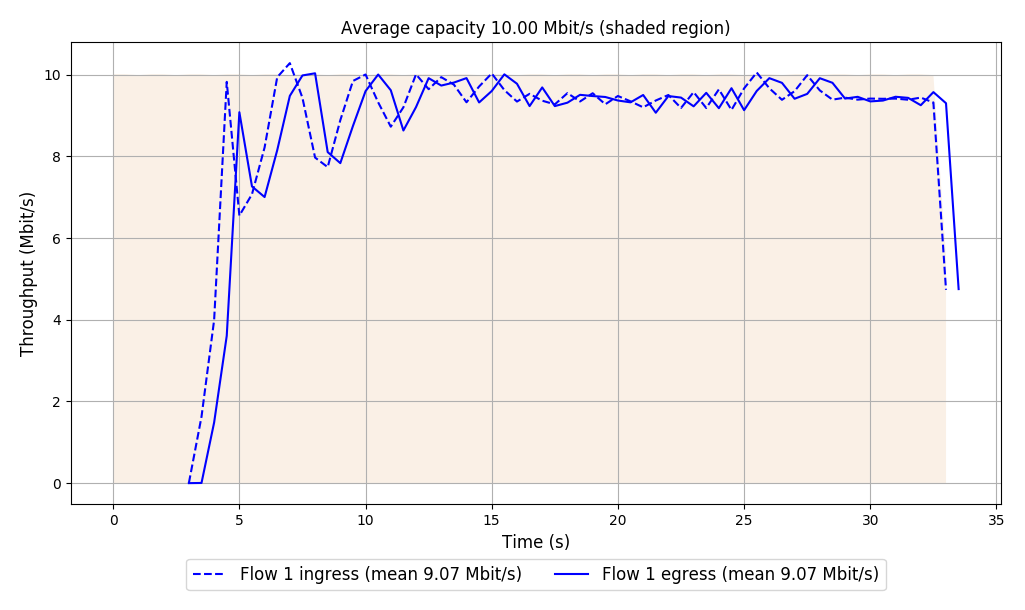 Average capacity 10.00 Mbit/s (shaded region)
Throughput (Mbit/s)
10
8
6
4
2
0
0 5 10 15 20 25 30 35
Time (s)
Flow 1 ingress (mean 9.07 Mbit/s) Flow 1 egress (mean 9.07 Mbit/s)